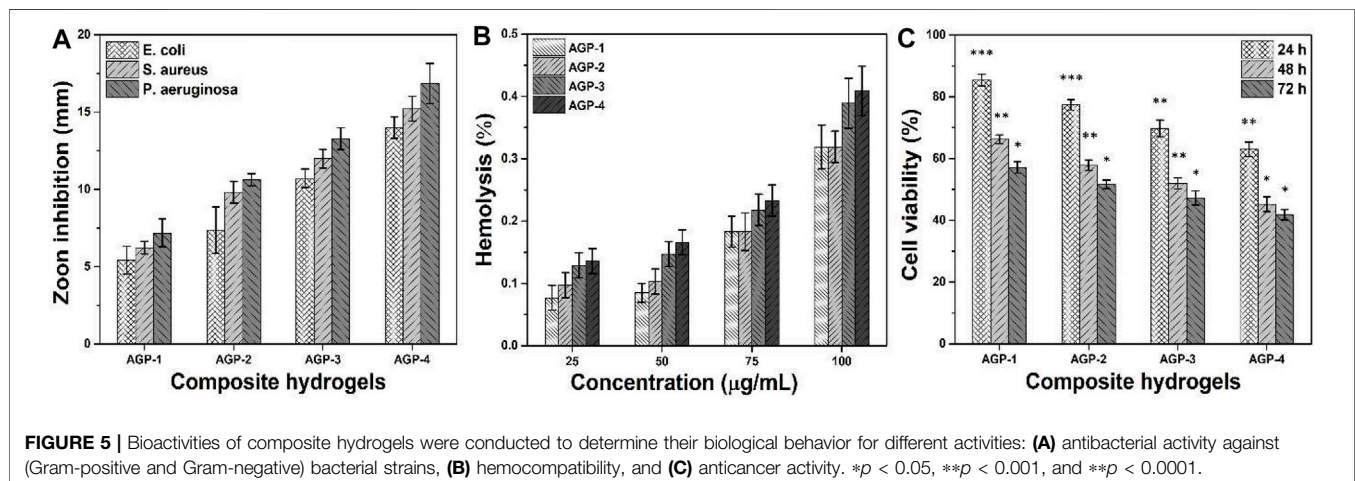 A
20
15
10
5
0
Zoon inhibition (mm)
E. coli
S. aureus
P. aeruginosa
AGP-1 AGP-2 AGP-3 AGP-4
Composite hydrogels
B
0.5
0.4
0.3
0.2
0.1
0.0
Hemolysis (%)
AGP-1
AGP-2
AGP-3
AGP-4
25 50 75 100
Concentration (μg/mL)
C
100
80
60
40
20
0
Cell viability (%)
24 h
48 h
72 h
*** ** *
*** ** *
** ** *
** * *
AGP-1 AGP-2 AGP-3 AGP-4
Composite hydrogels
FIGURE 5 | Bioactivities of composite hydrogels were conducted to determine their biological behavior for different activities: (A) antibacterial activity against
(Gram-positive and Gram-negative) bacterial strains, (B) hemocompatibility, and (C) anticancer activity. *p < 0.05, **p < 0.001, and **p < 0.0001.